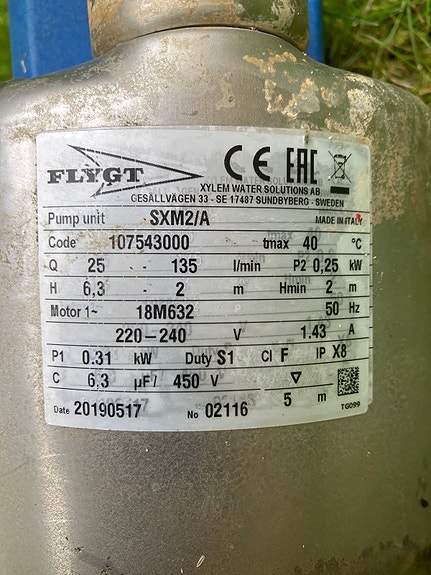 FLYGT CE EAC
XYLEM WATER SOLUTIONS AB
GESÄLLVÄGEN 33 - SE 17487 SUNDBYBERG - SWEDEN
Pump unit SXM2/A MADE IN ITALY
Code 107543000 tmax 40 °C
Q 25 - 135 l/min P2 0,25 kW
H 6,3 - 2 m Hmin 2 m
Motor 1~ 18M632 50 Hz
220-240 V 1.43 A
P1 0.31 kW Duty S1 Cl F IP X8
C 6,3 µF/ 450 V 5 m
Date 20190517 No 02116 TG099